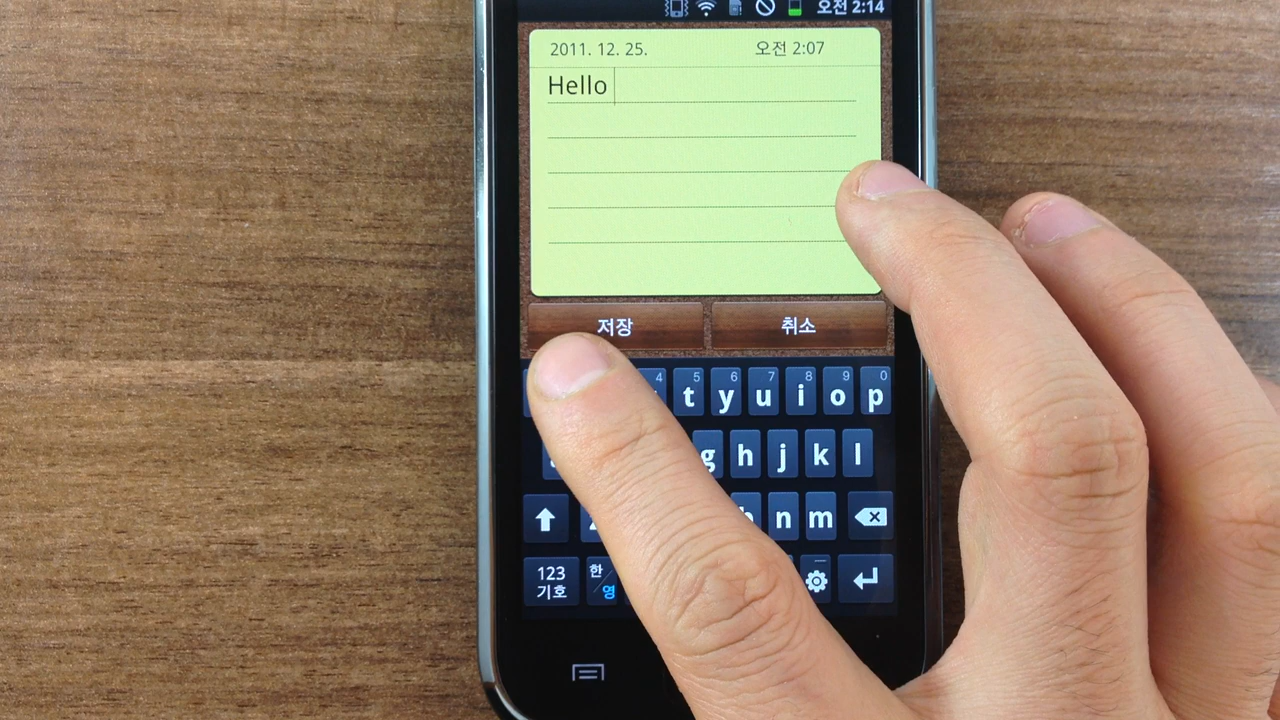 오전 2:14
2011. 12. 25. 오전 2:07
Hello
저장 취소
4 5 6 7 8 9 0
t y u i o p
g h j k l
n m
123 한
기호 영